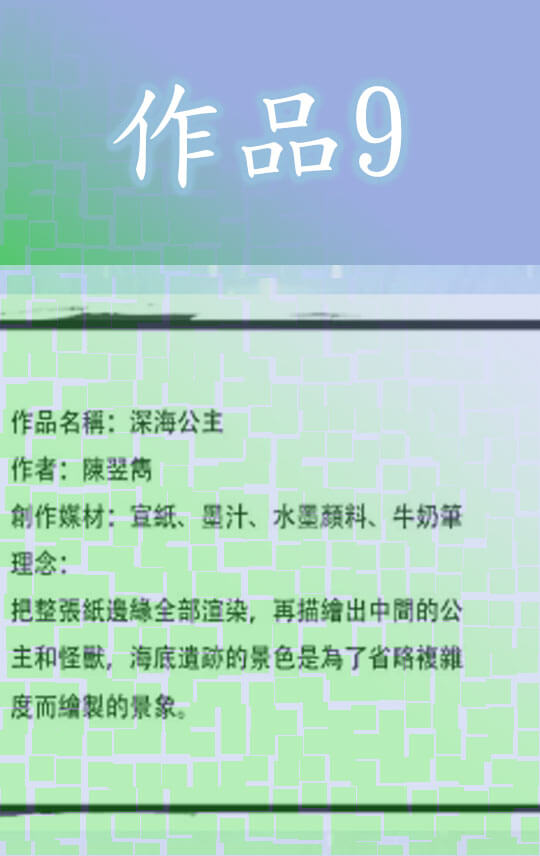 作品9
作品名稱：深海公主
作者：陳翌雋
創作媒材：宣紙、墨汁、水墨顏料、牛奶筆
理念：
把整張紙邊緣全部渲染，再描繪出中間的公
主和怪獸，海底遺跡的景色是為了省略複雜
度而繪製的景象。